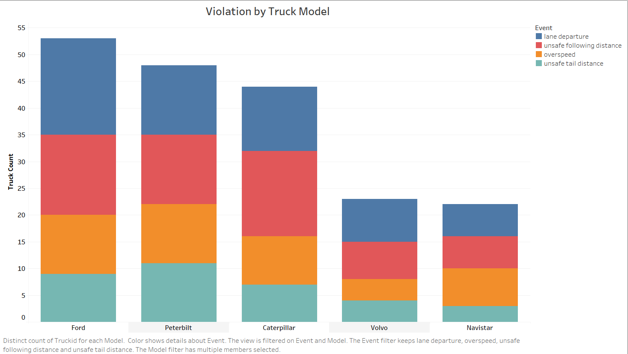 Violation by Truck Model
Event
lane departure
unsafe following distance
overspeed
unsafe tail distance
Truck Count
55
50
45
40
35
30
25
20
15
10
5
0
Ford Peterbilt Caterpillar Volvo Navistar
Distinct count of Truckid for each Model. Color shows details about Event. The view is filtered on Event and Model. The Event filter keeps lane departure, overspeed, unsafe
following distance and unsafe tail distance. The Model filter has multiple members selected.